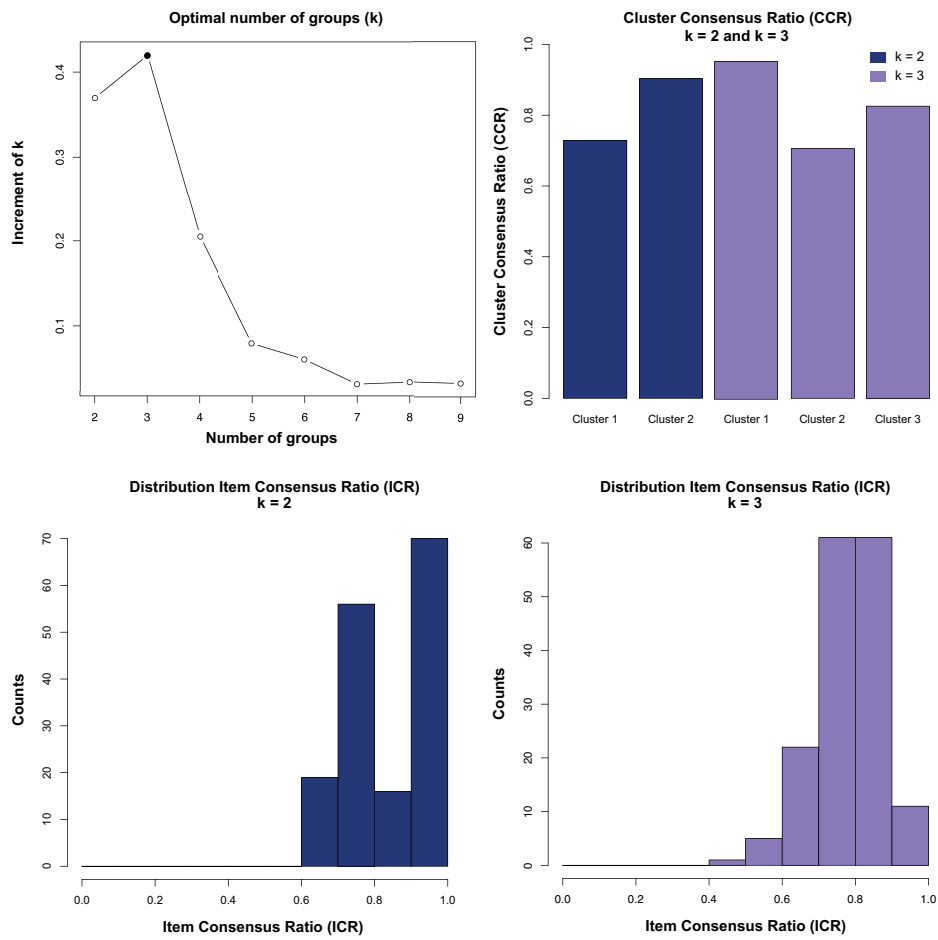 Optimal number of groups (k)
Increment of k
0.4
0.3
0.2
0.1
2 3 4 5 6 7 8 9
Number of groups
Cluster Consensus Ratio (CCR)
k = 2 and k = 3
k = 2
k = 3
Cluster Consensus Ratio (CCR)
1.0
0.8
0.6
0.4
0.2
0.0
Cluster 1 Cluster 2 Cluster 1 Cluster 2 Cluster 3
Distribution Item Consensus Ratio (ICR)
k = 2
Counts
70
60
50
40
30
20
10
0
0.0 0.2 0.4 0.6 0.8 1.0
Item Consensus Ratio (ICR)
Distribution Item Consensus Ratio (ICR)
k = 3
Counts
60
50
40
30
20
10
0
0.0 0.2 0.4 0.6 0.8 1.0
Item Consensus Ratio (ICR)